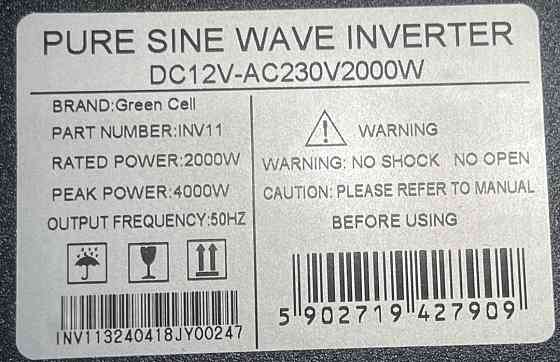 PURE SINE WAVE INVERTER
DC12V-AC230V2000W
BRAND:Green Cell
PART NUMBER:INV11
RATED POWER:2000W
PEAK POWER:4000W
OUTPUT FREQUENCY:50HZ
INV113240418JY00247
WARNING
WARNING: NO SHOCK NO OPEN
CAUTION: PLEASE REFER TO MANUAL
BEFORE USING
5 902719 427909